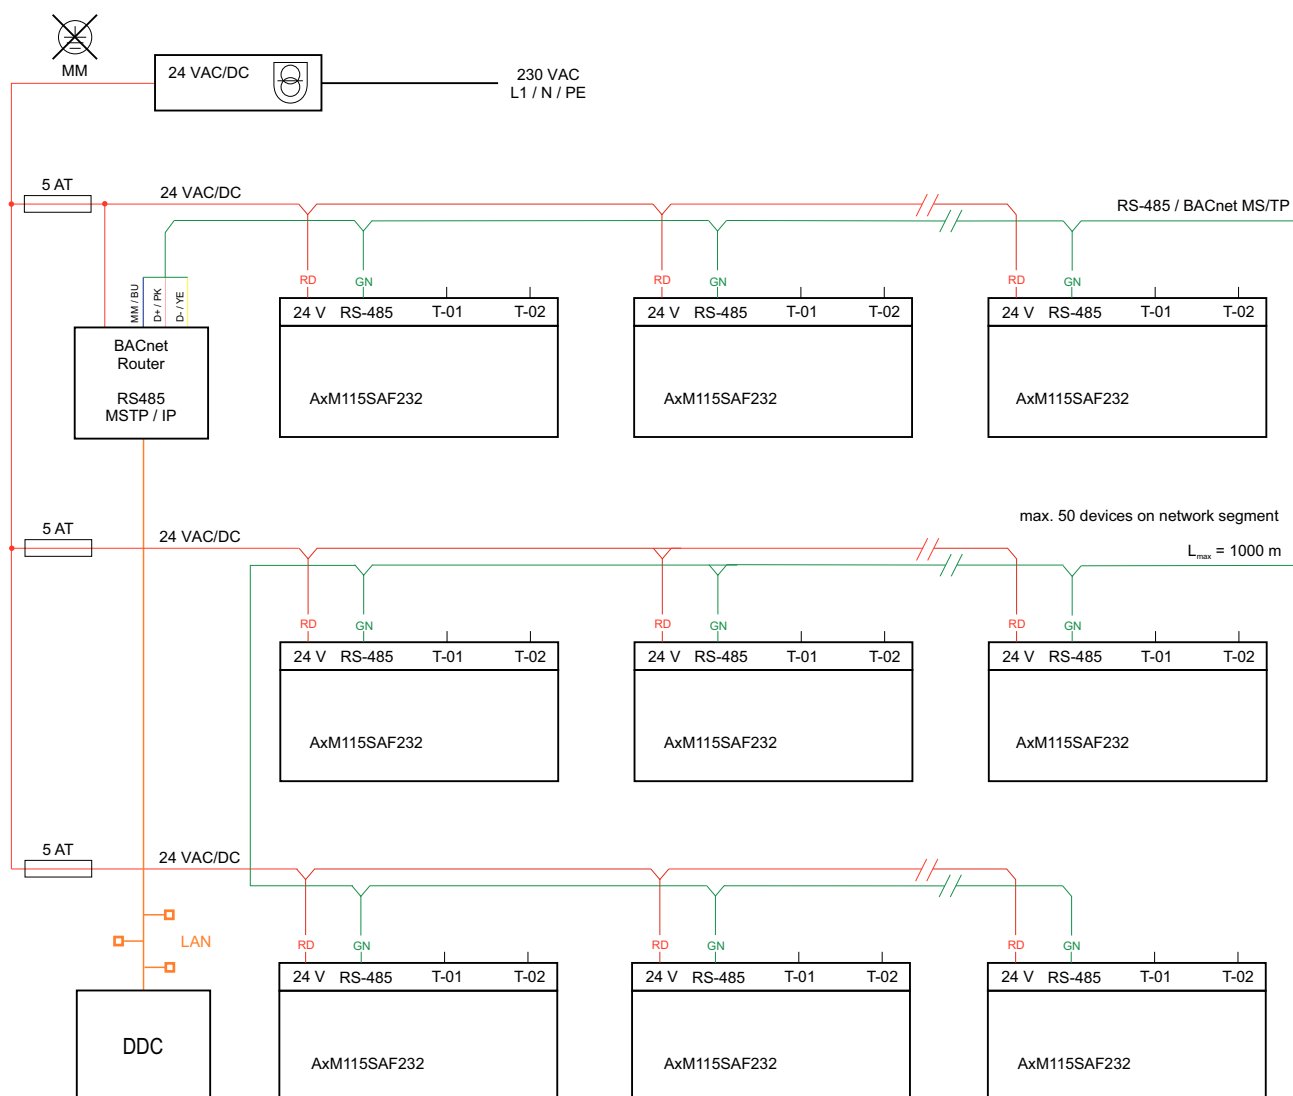 MM
24 VAC/DC
230 VAC
L1 / N / PE
5 AT
24 VAC/DC
RS-485 / BACnet MS/TP
MM / BU
D+ / PK
D- / YE
RD
GN
RD
GN
RD
GN
24 V RS-485 T-01 T-02
24 V RS-485 T-01 T-02
24 V RS-485 T-01 T-02
BACnet
Router
RS485
MSTP / IP
AxM115SAF232
AxM115SAF232
AxM115SAF232
max. 50 devices on network segment
5 AT
24 VAC/DC
Lmax = 1000 m
RD
GN
RD
GN
RD
GN
24 V RS-485 T-01 T-02
24 V RS-485 T-01 T-02
24 V RS-485 T-01 T-02
AxM115SAF232
AxM115SAF232
AxM115SAF232
5 AT
24 VAC/DC
LAN
RD
GN
RD
GN
RD
GN
24 V RS-485 T-01 T-02
24 V RS-485 T-01 T-02
24 V RS-485 T-01 T-02
DDC
AxM115SAF232
AxM115SAF232
AxM115SAF232